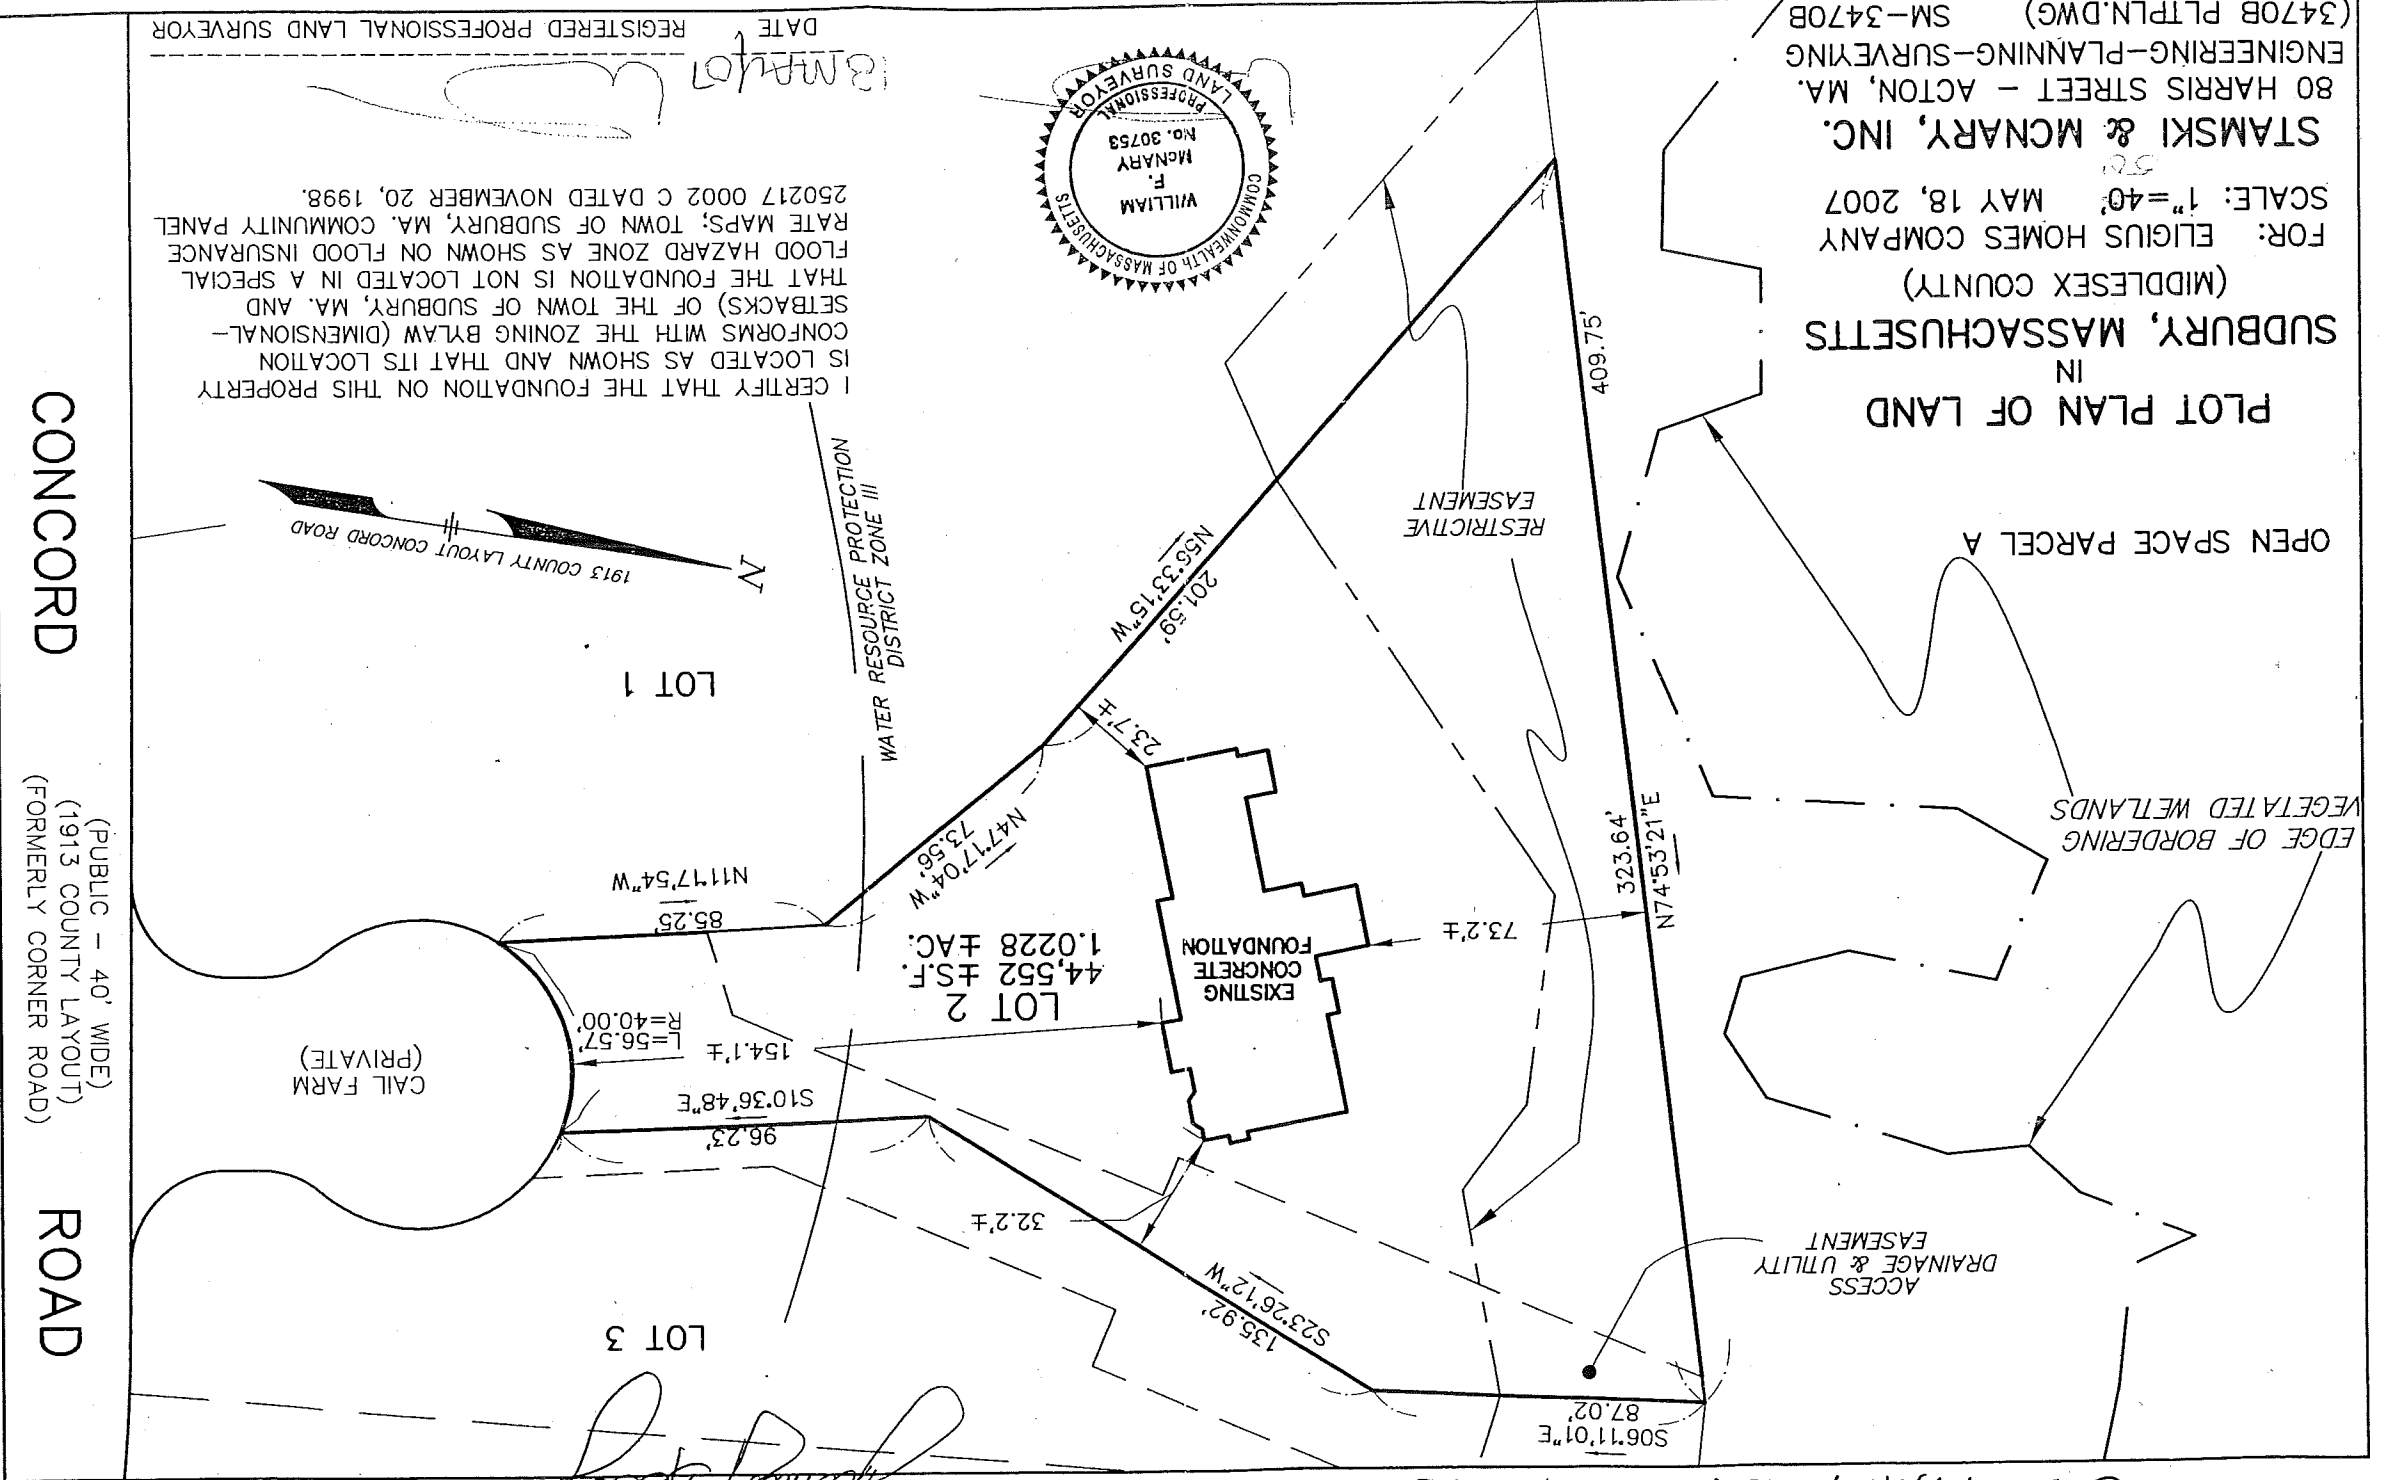 PLOT PLAN OF LAND
IN
SUDBURY, MASSACHUSETTS
(MIDDLESEX COUNTY)
FOR: ELIGIUS HOMES COMPANY
SCALE: 1"=40' MAY 18, 2007
50'
STAMSKI & MCNARY, INC.
80 HARRIS STREET - ACTON, MA.
ENGINEERING-PLANNING-SURVEYING
(3470B PLTPLN.DWG) SM-3470B
I CERTIFY THAT THE FOUNDATION ON THIS PROPERTY
IS LOCATED AS SHOWN AND THAT ITS LOCATION
CONFORMS WITH THE ZONING BYLAW (DIMENSIONAL-
SETBACKS) OF THE TOWN OF SUDBURY, MA. AND
THAT THE FOUNDATION IS NOT LOCATED IN A SPECIAL
FLOOD HAZARD ZONE AS SHOWN ON FLOOD INSURANCE
RATE MAPS; TOWN OF SUDBURY, MA. COMMUNITY PANEL
250217 0002 C DATED NOVEMBER 20, 1998.
18 MAY 07
DATE REGISTERED PROFESSIONAL LAND SURVEYOR
COMMONWEALTH OF MASSACHUSETTS
WILLIAM
F.
McNARY
No. 30753
PROFESSIONAL
LAND SURVEYOR
OPEN SPACE PARCEL A
EDGE OF BORDERING
VEGETATED WETLANDS
ACCESS
DRAINAGE & UTILITY
EASEMENT
RESTRICTIVE
EASEMENT
409.75'
323.64'
N74°53'21"E
S06°11'01"E
87.02'
135.92'
S23°26'12"W
32.2'±
73.2'±
23.7'±
154.1'±
EXISTING
CONCRETE
FOUNDATION
LOT 2
44,552 ±S.F.
1.0228 ±AC.
N56°33'15"W
201.59'
N47°17'04"W
73.56'
N11°17'54"W
85.25'
L=56.57'
R=40.00'
S10°36'48"E
96.23'
LOT 1
LOT 3
WATER RESOURCE PROTECTION
DISTRICT ZONE III
N
1913 COUNTY LAYOUT CONCORD ROAD
CAIL FARM
(PRIVATE)
CONCORD ROAD
(PUBLIC - 40' WIDE)
(1913 COUNTY LAYOUT)
(FORMERLY CORNER ROAD)